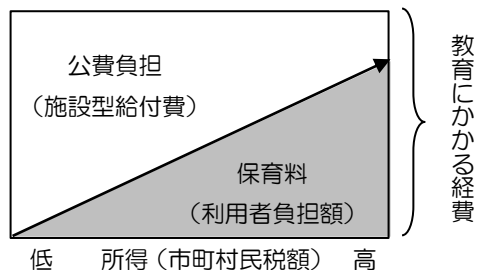 公費負担
（施設型給付費）
保育料
（利用者負担額）
低　所得（市町村民税額）　高
教育にかかる経費